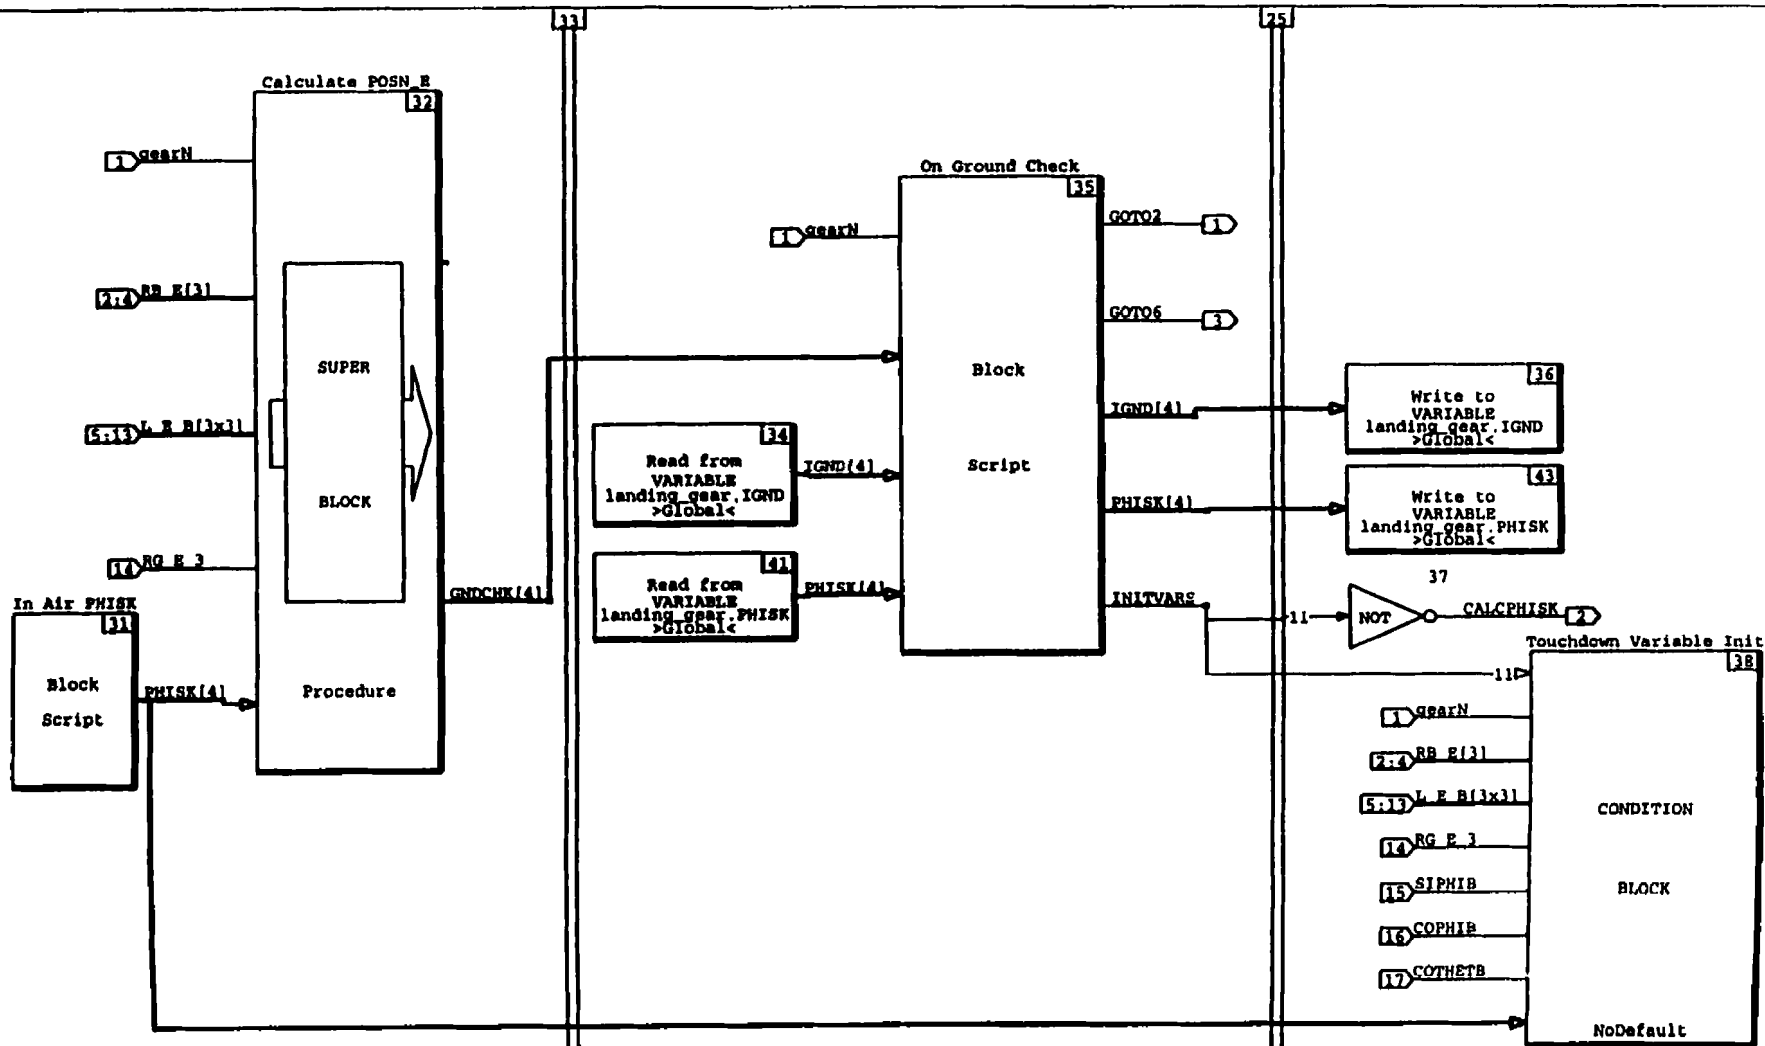 33
25
Calculate POSN_E
32
1 gearN
2:4 RB_E[3]
5:13 L_E_B[3x3]
14 RG_E_3
SUPER
BLOCK
Procedure
GNDCHK[4]
In Air PHISK
31
Block
Script
PHISK[4]
On Ground Check
35
1 gearN
Block
Script
GOTO2 1
GOTO6 3
IGND[4]
PHISK[4]
INITVARS
34
Read from
VARIABLE
landing_gear.IGND
>Global<
IGND[4]
41
Read from
VARIABLE
landing_gear.PHISK
>Global<
PHISK[4]
36
Write to
VARIABLE
landing_gear.IGND
>Global<
43
Write to
VARIABLE
landing_gear.PHISK
>Global<
37
11
NOT
CALCPHISK 2
Touchdown Variable Init
38
11
1 gearN
2:4 RB_E[3]
5:13 L_E_B[3x3]
14 RG_E_3
15 SIPHIB
16 COPHIB
17 COTHETB
CONDITION
BLOCK
NoDefault